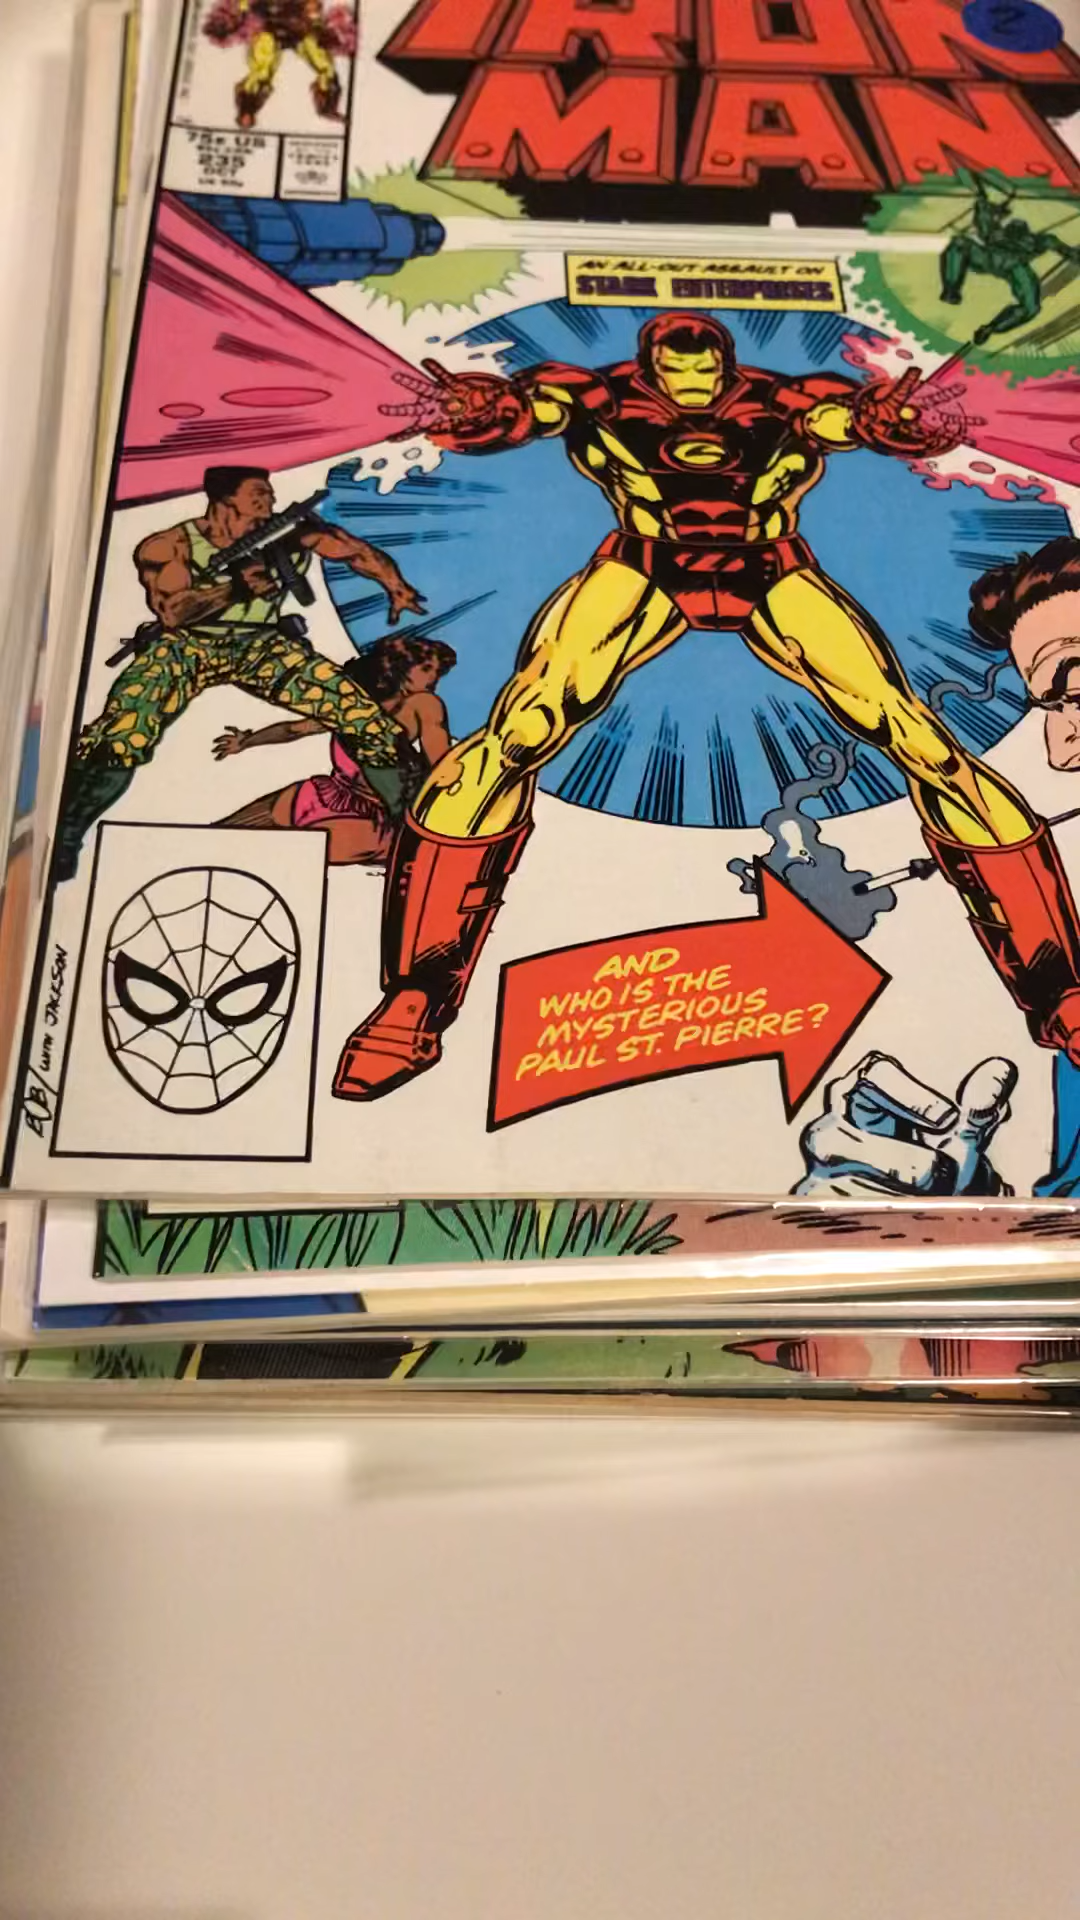 IRON
2
MAN
75¢ US
235
OCT
AN ALL-OUT ASSAULT ON
STARK ENTERPRISES
AND
WHO IS THE
MYSTERIOUS
PAUL ST. PIERRE?
BOB/WITH JACKSON